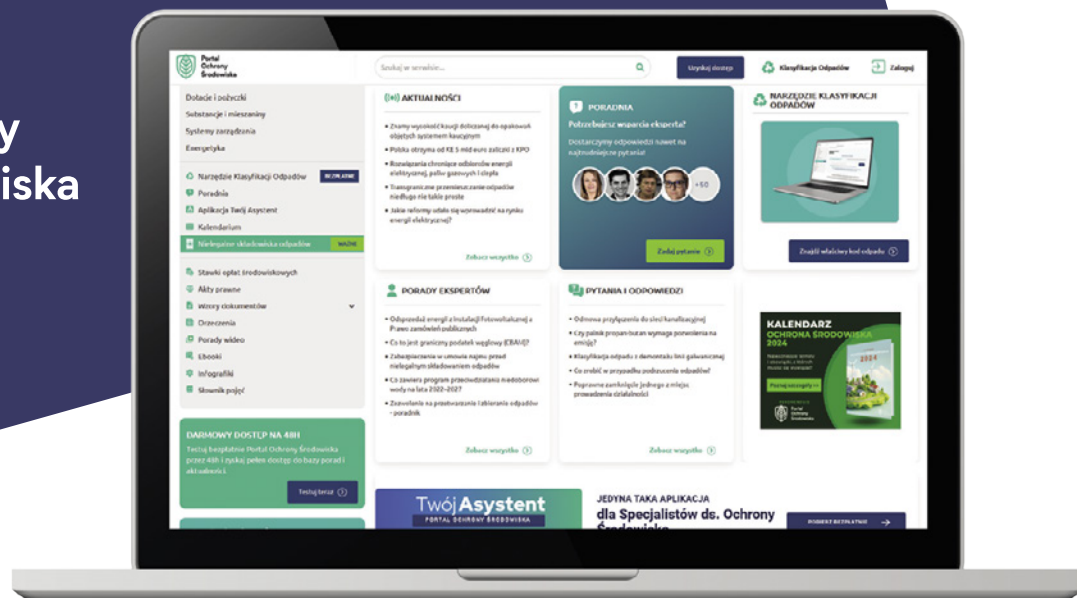 y
iska
Portal
Ochrony
Środowiska
Szukaj w serwisie...
Uzyskaj dostęp
Klasyfikacja Odpadów
Zaloguj
Dotacje i pożyczki
Substancje i mieszaniny
Systemy zarządzania
Energetyka
Narzędzie Klasyfikacji Odpadów BEZPŁATNE
Poradnia
Aplikacja Twój Asystent
Kalendarium
Nielegalne składowiska odpadów WAŻNE
Stawki opłat środowiskowych
Akty prawne
Wzory dokumentów
Orzeczenia
Porady wideo
Ebooki
Infografiki
Słownik pojęć
DARMOWY DOSTĘP NA 48H
Testuj bezpłatnie Portal Ochrony Środowiska
przez 48h i zyskaj pełen dostęp do bazy porad i
aktualności.
Testuj teraz
AKTUALNOŚCI
• Znamy wysokość kaucji doliczanej do opakowań
objętych systemem kaucyjnym
• Polska otrzyma od KE 5 mld euro zaliczki z KPO
• Rozwiązania chroniące odbiorców energii
elektrycznej, paliw gazowych i ciepła
• Transgraniczne przemieszczanie odpadów
niedługo nie takie proste
• Jakie reformy udało się wprowadzić na rynku
energii elektrycznej?
Zobacz wszystko
PORADNIA
Potrzebujesz wsparcia eksperta?
Dostarczymy odpowiedzi nawet na
najtrudniejsze pytania!
+50
Zadaj pytanie
NARZĘDZIE KLASYFIKACJI
ODPADÓW
Znajdź właściwy kod odpadu
PORADY EKSPERTÓW
• Odsprzedaż energii z instalacji fotowoltaicznej a
Prawo zamówień publicznych
• Co to jest graniczny podatek węglowy (CBAM)?
• Zabezpieczenie w umowie najmu przed
nielegalnym składowaniem odpadów
• Co zawiera program przeciwdziałania niedoborowi
wody na lata 2022–2027
• Zezwolenie na przetwarzanie i zbieranie odpadów
- poradnik
Zobacz wszystko
PYTANIA I ODPOWIEDZI
• Odmowa przyłączenia do sieci kanalizacyjnej
• Czy palnik propan-butan wymaga pozwolenia na
emisję?
• Klasyfikacja odpadu z demontażu linii galwanicznej
• Co zrobić w przypadku podrzucenia odpadów?
• Poprawne zamknięcie jednego z miejsc
prowadzenia działalności
Zobacz wszystko
KALENDARZ
OCHRONA ŚRODOWISKA
2024
2024
Poznaj szczegóły >>
Portal
Ochrony
Środowiska
Twój Asystent
PORTAL OCHRONY ŚRODOWISKA
JEDYNA TAKA APLIKACJA
dla Specjalistów ds. Ochrony
Środowiska
POBIERZ BEZPŁATNIE